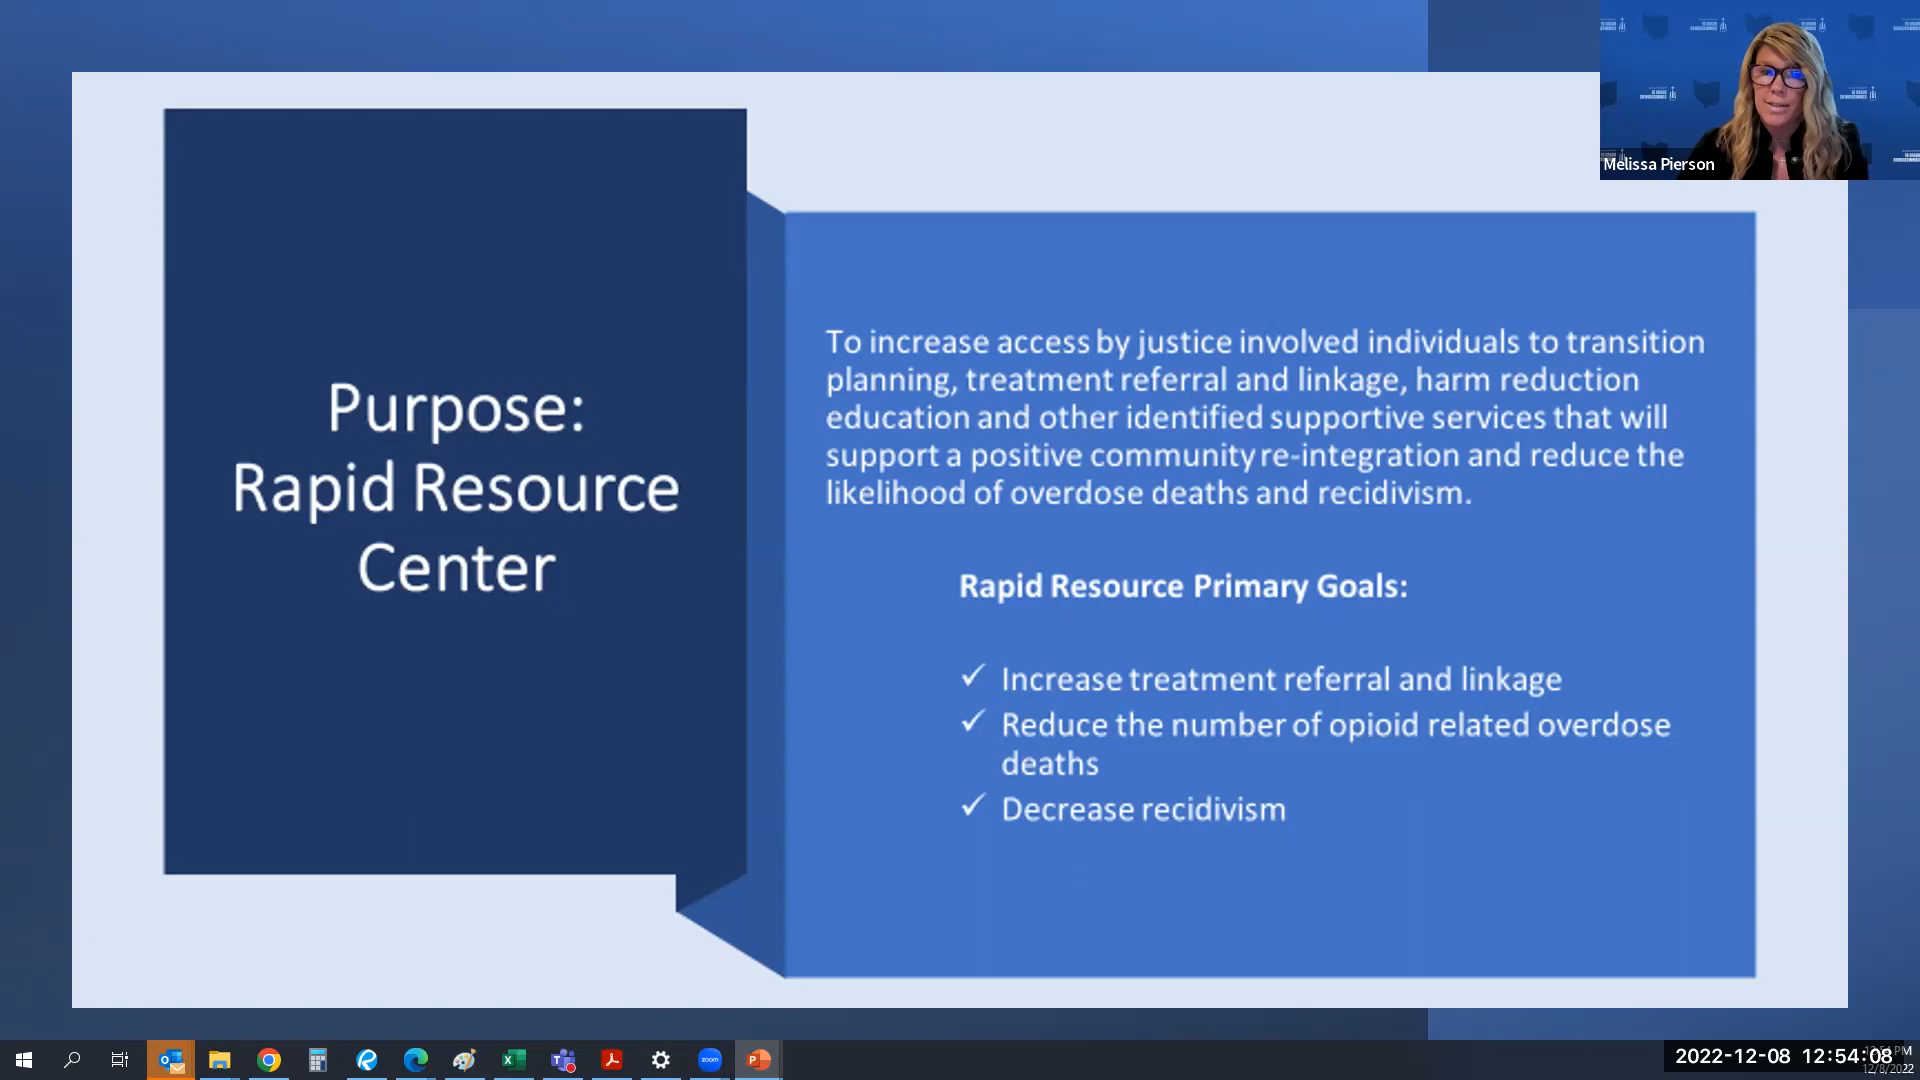 Purpose:
Rapid Resource
Center
To increase access by justice involved individuals to transition
planning, treatment referral and linkage, harm reduction
education and other identified supportive services that will
support a positive community re-integration and reduce the
likelihood of overdose deaths and recidivism.
Rapid Resource Primary Goals:
✓ Increase treatment referral and linkage
✓ Reduce the number of opioid related overdose
deaths
✓ Decrease recidivism
Melissa Pierson
zoom
2022-12-08 12:54:08
12/8/2022